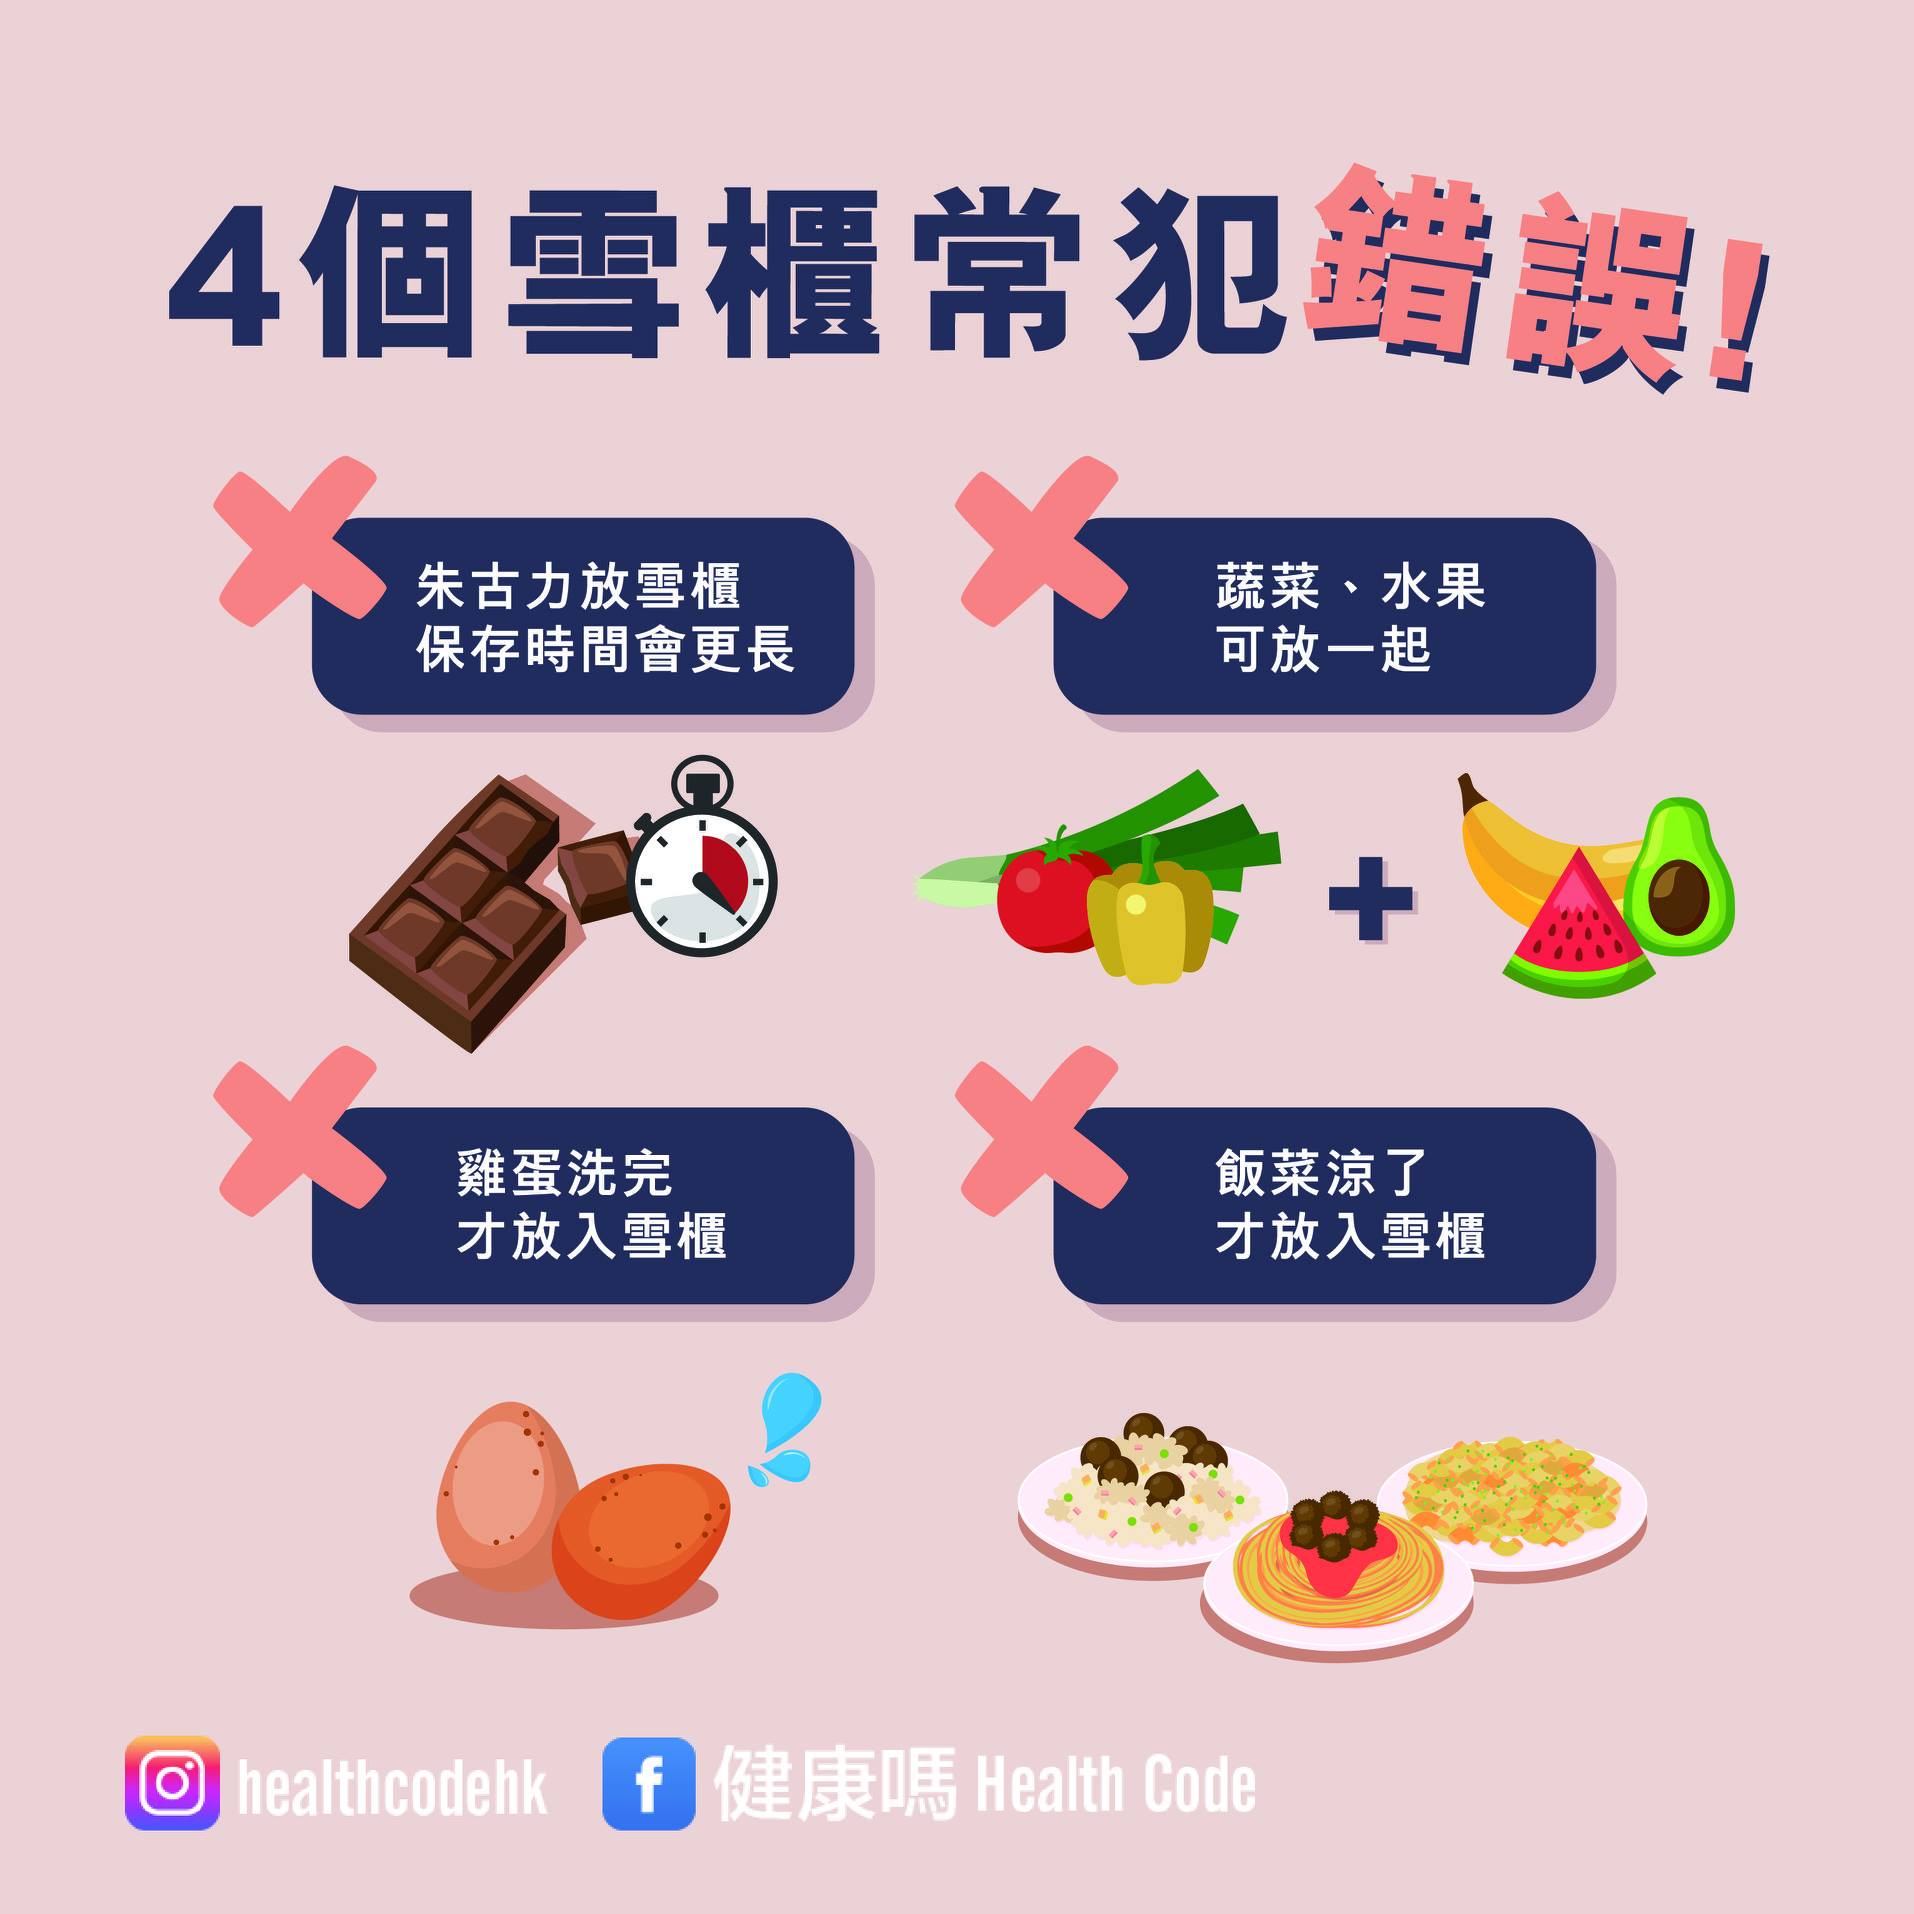 4個雪櫃常犯錯誤!
朱古力放雪櫃
保存時間會更長
蔬菜、水果
可放一起
雞蛋洗完
才放入雪櫃
飯菜涼了
才放入雪櫃
healthcodehk
健康嗎 Health Code